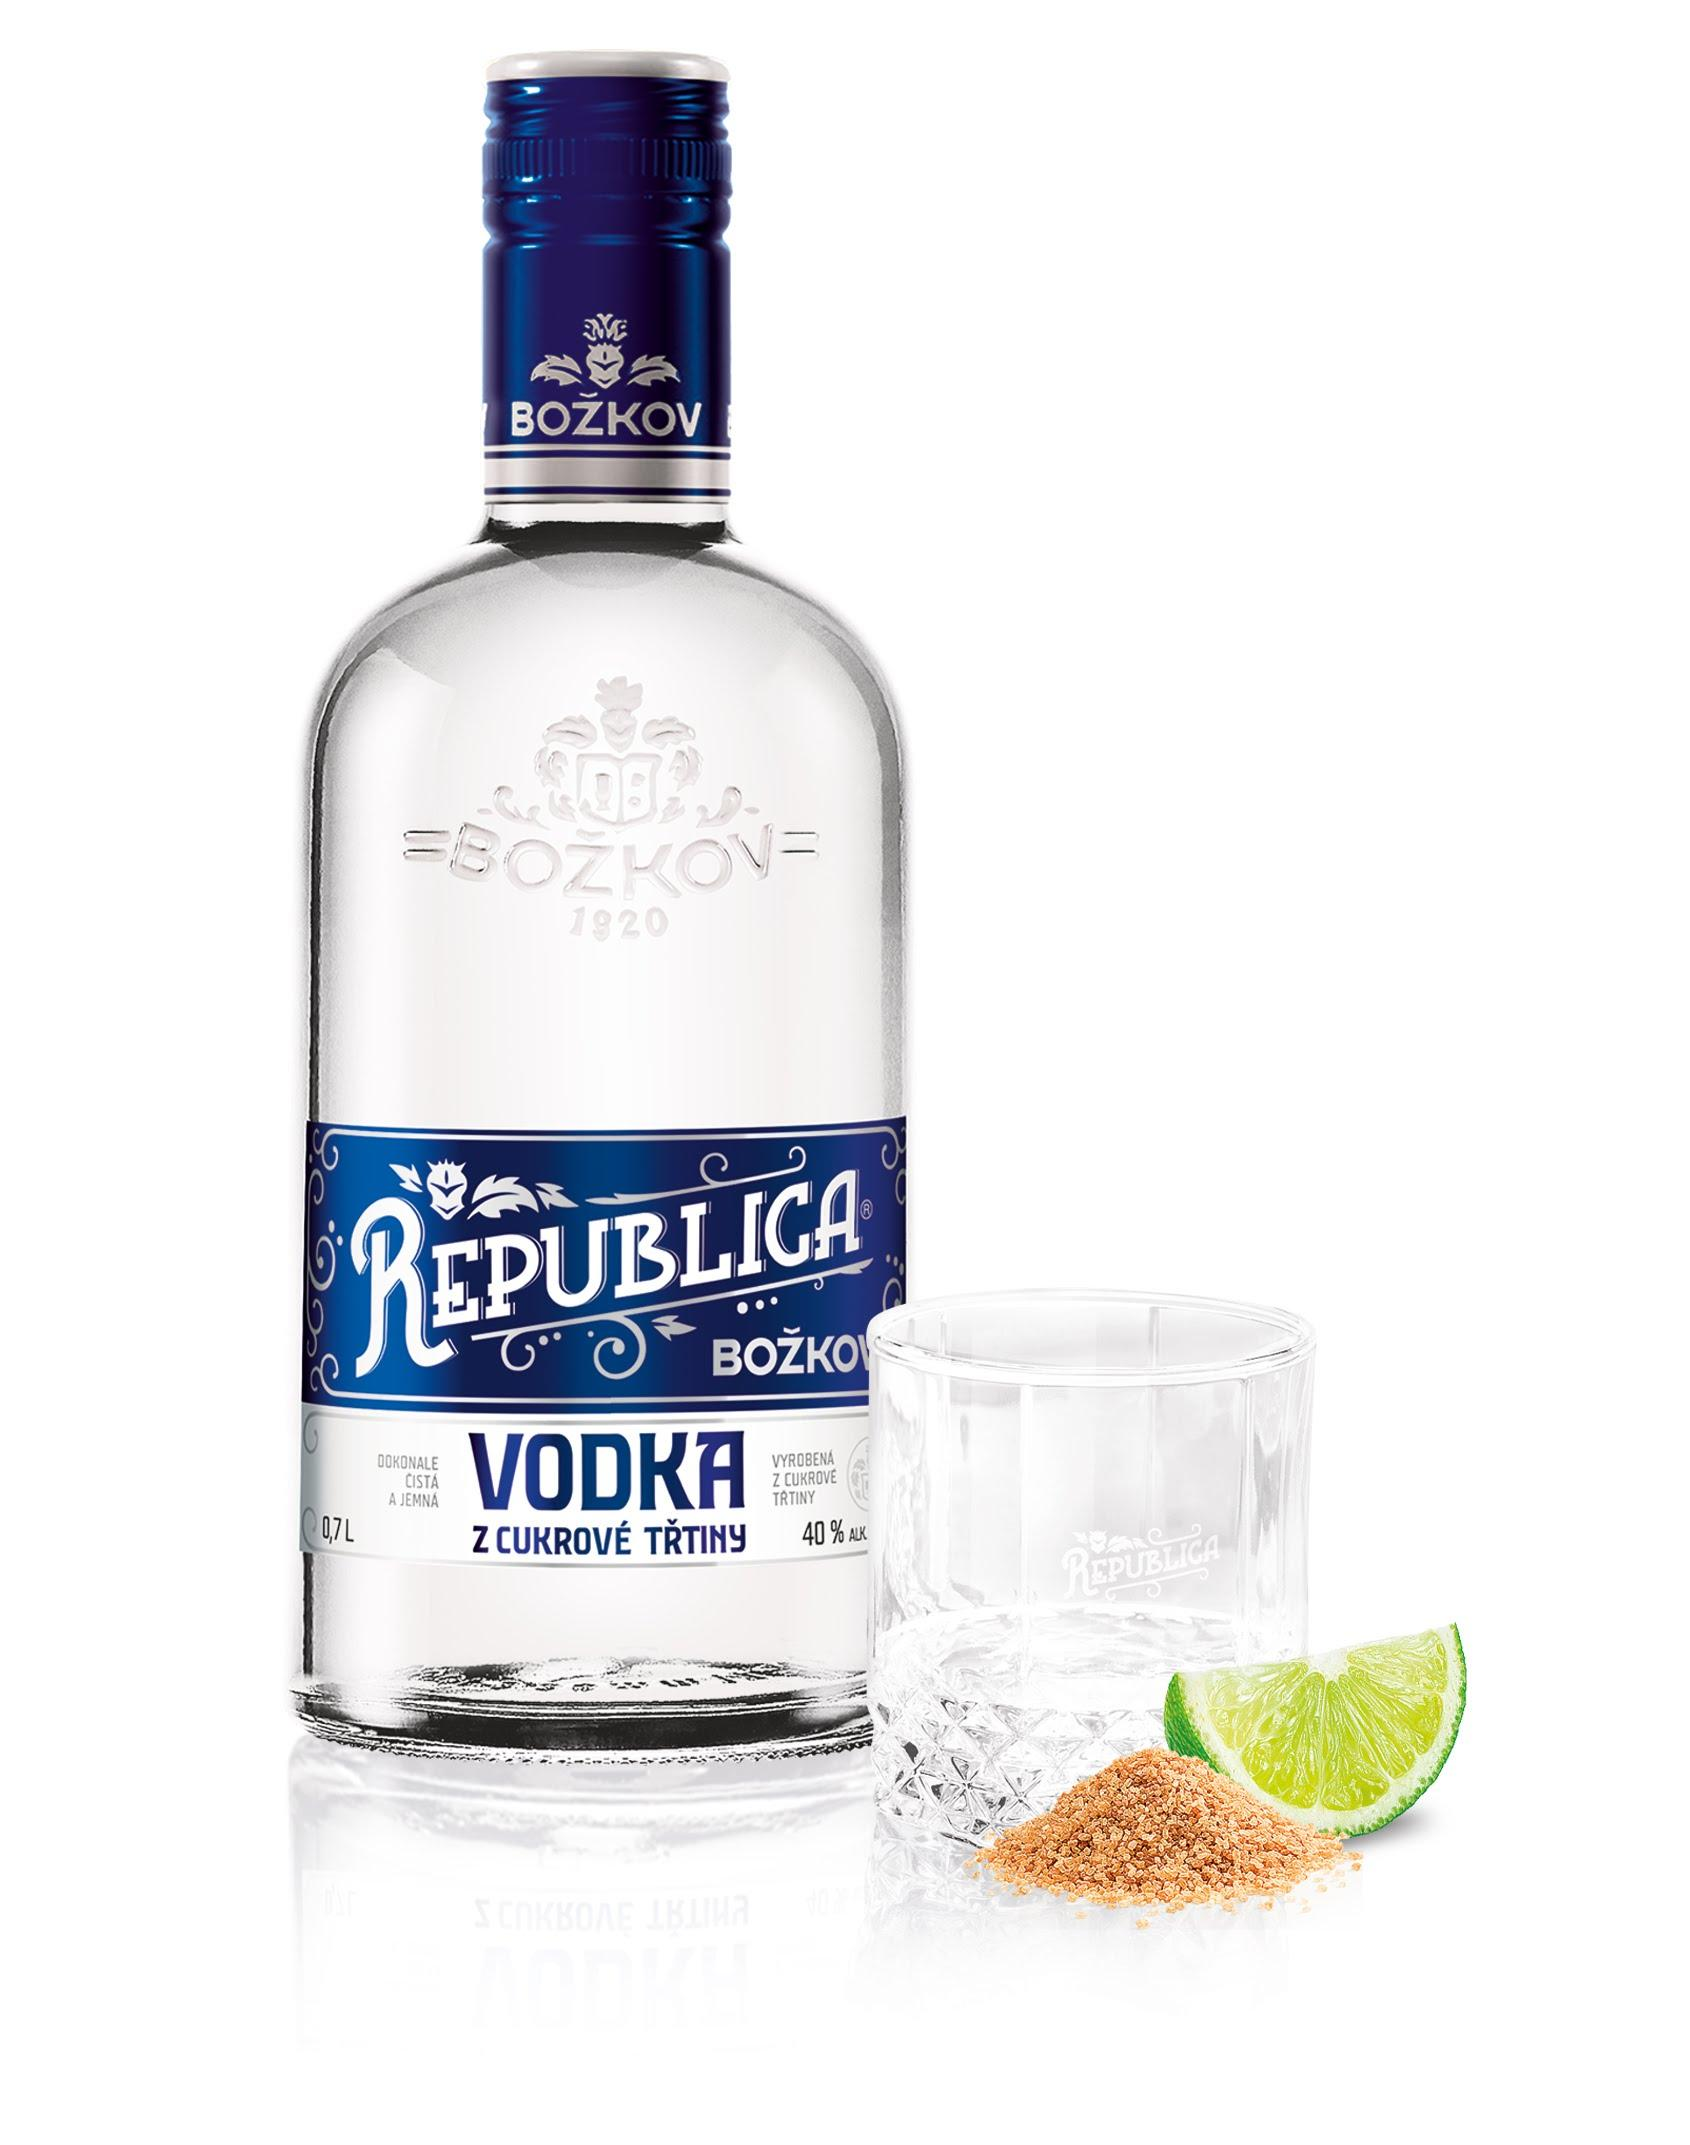 BOŽKOV
BOŽKOV
1920
REPUBLICA®
BOŽKOV
DOKONALE
ČISTÁ
A JEMNÁ
VODKA
VYROBENÁ
Z CUKROVÉ
TŘTINY
0,7 L
Z CUKROVÉ TŘTINY
40 % ALK.
REPUBLICA